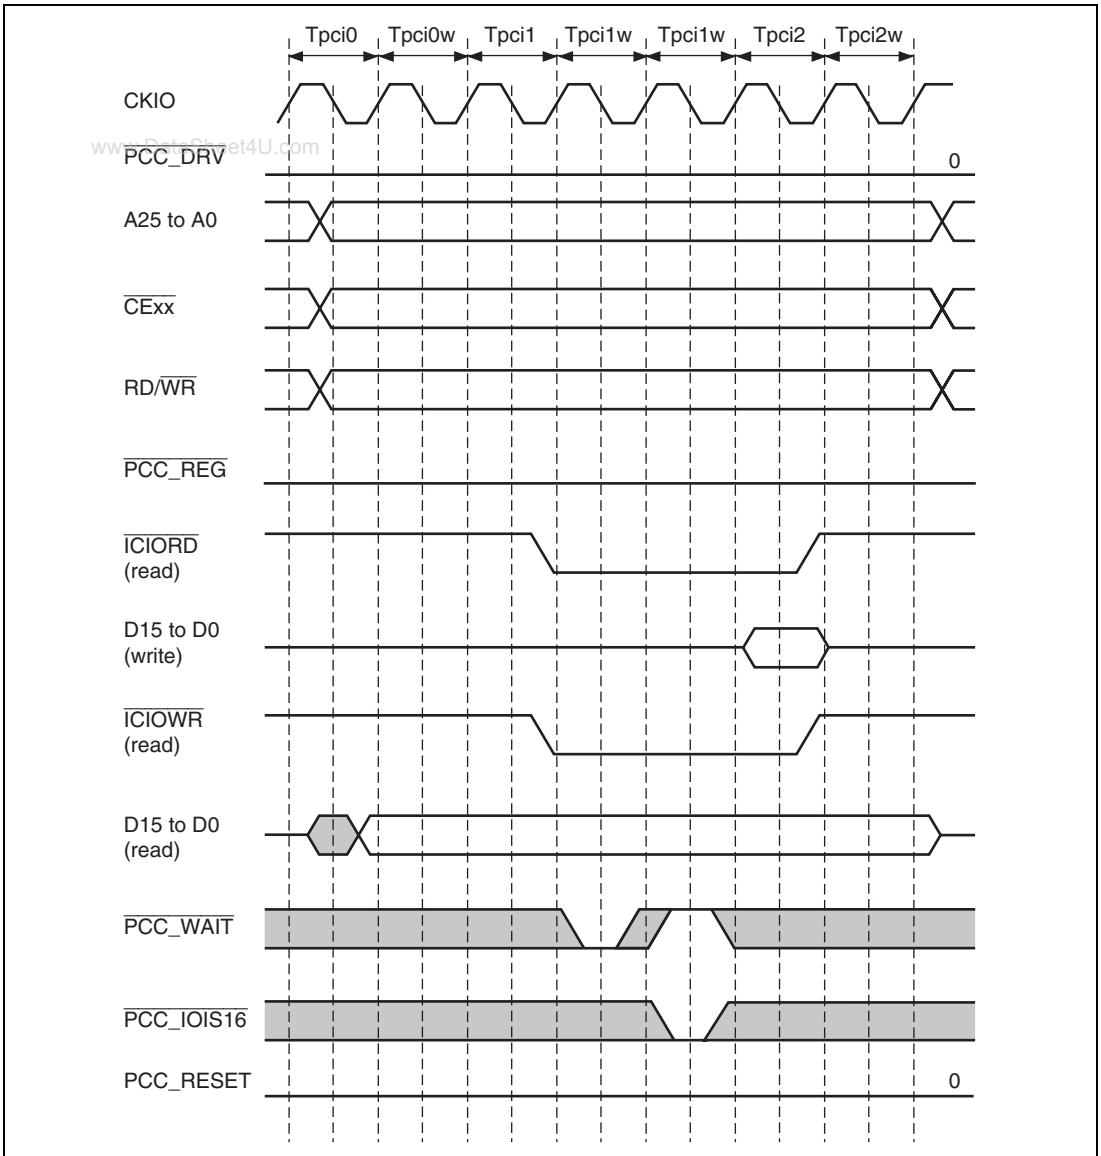 Tpci0 Tpci0w Tpci1 Tpci1w Tpci1w Tpci2 Tpci2w
CKIO
www.DataSheet4U.com
PCC_DRV 0
A25 to A0
CExx
RD/WR
PCC_REG
ICIORD
(read)
D15 to D0
(write)
ICIOWR
(read)
D15 to D0
(read)
PCC_WAIT
PCC_IOIS16
PCC_RESET 0